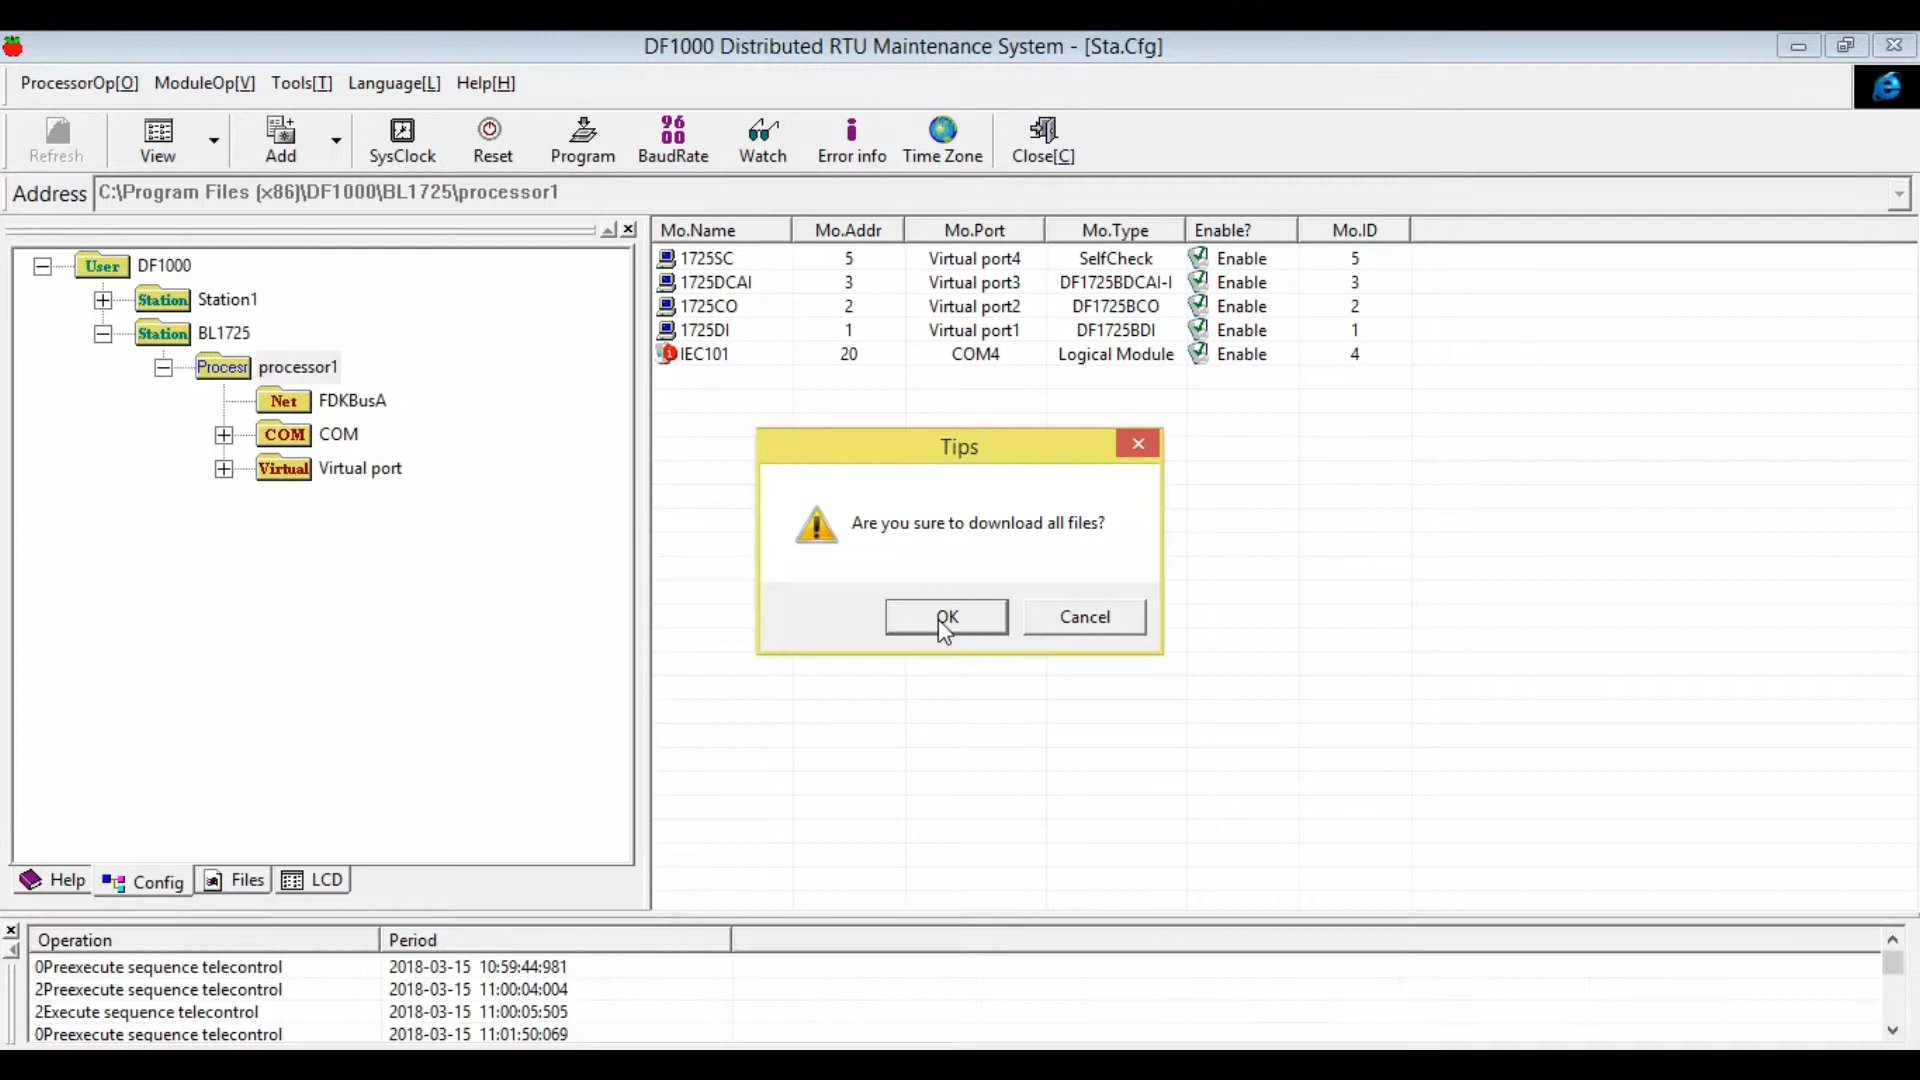 DF1000 Distributed RTU Maintenance System - [Sta.Cfg]
ProcessorOp[O] ModuleOp[V] Tools[T] Language[L] Help[H]
96
00
Refresh View Add SysClock Reset Program BaudRate Watch Error info Time Zone Close[C]
Address C:\Program Files (x86)\DF1000\BL1725\processor1
Mo.Name Mo.Addr Mo.Port Mo.Type Enable? Mo.ID
1725SC 5 Virtual port4 SelfCheck Enable 5
1725DCAI 3 Virtual port3 DF1725BDCAI-I Enable 3
1725CO 2 Virtual port2 DF1725BCO Enable 2
1725DI 1 Virtual port1 DF1725BDI Enable 1
IEC101 20 COM4 Logical Module Enable 4
User DF1000
Station Station1
Station BL1725
Procesr processor1
Net FDKBusA
COM COM
Virtual Virtual port
Tips
Are you sure to download all files?
OK Cancel
Help Config Files LCD
Operation Period
0Preexecute sequence telecontrol 2018-03-15 10:59:44:981
2Preexecute sequence telecontrol 2018-03-15 11:00:04:004
2Execute sequence telecontrol 2018-03-15 11:00:05:505
0Preexecute sequence telecontrol 2018-03-15 11:01:50:069